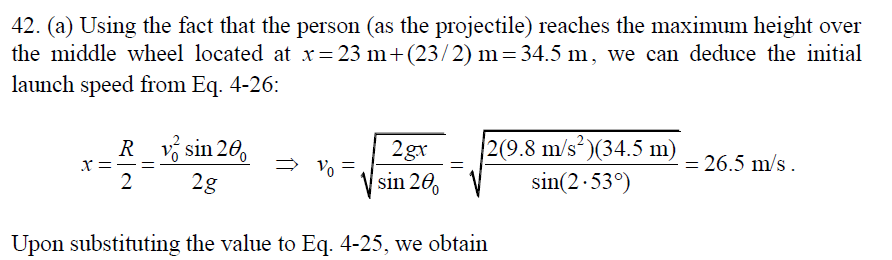 42. (a) Using the fact that the person (as the projectile) reaches the maximum height over
the middle wheel located at x = 23 m + (23/2) m = 34.5 m, we can deduce the initial
launch speed from Eq. 4-26:
x = R/2 = v₀² sin 2θ₀/2g ⇒ v₀ = √(2gx/sin 2θ₀) = √(2(9.8 m/s²)(34.5 m)/sin(2·53°)) = 26.5 m/s.
Upon substituting the value to Eq. 4-25, we obtain